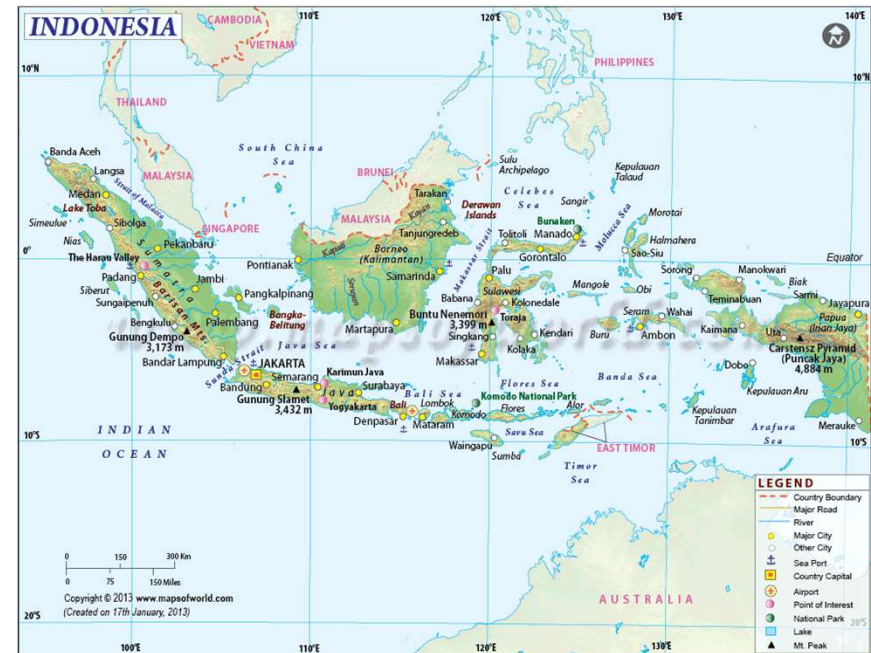 INDONESIA
100°E
110°E
120°E
130°E
140°E
CAMBODIA
VIETNAM
10°N
10°N
PHILIPPINES
THAILAND
South China
Sea
Banda Aceh
Langsa
MALAYSIA
Strait of Malacca
Medan
Lake Toba
Simeulue
Sibolga
Nias
SINGAPORE
BRUNEI
MALAYSIA
Sulu
Archipelago
Celebes
Sea
Kepulauan
Talaud
Sangir
Tarakan
Kayan
Derawan
Islands
Bunaken
Morotai
Tanjungredeb
Tolitoli
Manado
Molucca Sea
Halmahera
0°
The Harau Valley
Pekanbaru
Pontianak
Kapuas
Borneo
(Kalimantan)
Makassar Strait
Gorontalo
Sao-Siu
Equator
Padang
Sumatra
Samarinda
Palu
Sorong
Manokwari
Biak
Siberut
Jambi
Sulawesi
Mangole
Obi
Teminabuan
Sarmi
Sungaipenuh
Barisan Mts.
Pangkalpinang
Babana
Kolonedale
Jayapura
Bengkulu
Palembang
Bangka-
Belitung
Martapura
Buntu Nenemori
3,399 m
Toraja
Buru
Seram
Wahai
Kaimana
Papua
(Irian Jaya)
Gunung Dempo
3,173 m
Singkang
Kendari
Ambon
Uta
Bandar Lampung
Java Sea
Makassar
Kolaka
Carstensz Pyramid
(Puncak Jaya)
4,884 m
Sunda Strait
JAKARTA
Semarang
Karimun Java
Flores Sea
Banda Sea
Dobo
Bandung
Java
Surabaya
Bali Sea
Komodo National Park
Kepulauan Aru
Gunung Slamet
3,432 m
Yogyakarta
Bali
Lombok
Komodo
Flores
Alor
Kepulauan
Tanimbar
Denpasar
Mataram
Savu Sea
Arafura
Sea
Merauke
10°S
10°S
Waingapu
Sumba
EAST TIMOR
Timor
Sea
INDIAN
OCEAN
AUSTRALIA
LEGEND
Country Boundary
Major Road
River
Major City
Other City
Sea Port
Country Capital
Airport
Point of Interest
National Park
Lake
Mt. Peak
0 150 300 Km
0 75 150 Miles
Copyright © 2013 www.mapsofworld.com
(Created on 17th January, 2013)
20°S
20°S
100°E
110°E
120°E
130°E